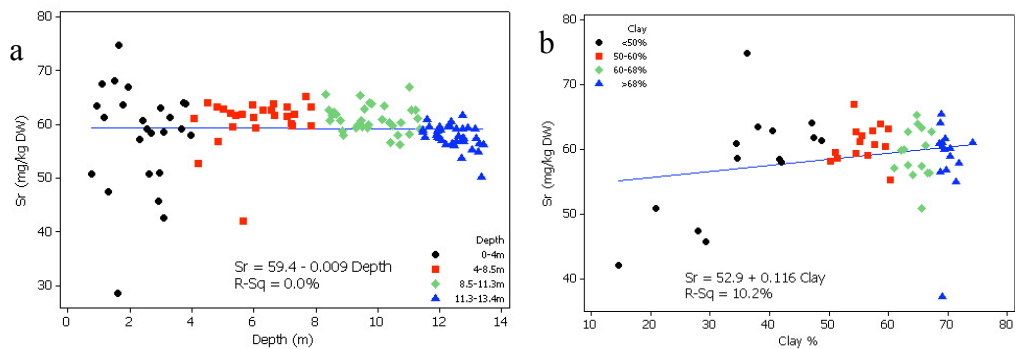 a
Sr (mg/kg DW)
80
70
60
50
40
30
Sr = 59.4 - 0.009 Depth
R-Sq = 0.0%
Depth
0-4m
4-8.5m
8.5-11.3m
11.3-13.4m
0 2 4 6 8 10 12 14
Depth (m)
b
Sr (mg/kg DW)
80
70
60
50
40
Clay
<50%
50-60%
60-68%
>68%
Sr = 52.9 + 0.116 Clay
R-Sq = 10.2%
10 20 30 40 50 60 70 80
Clay %